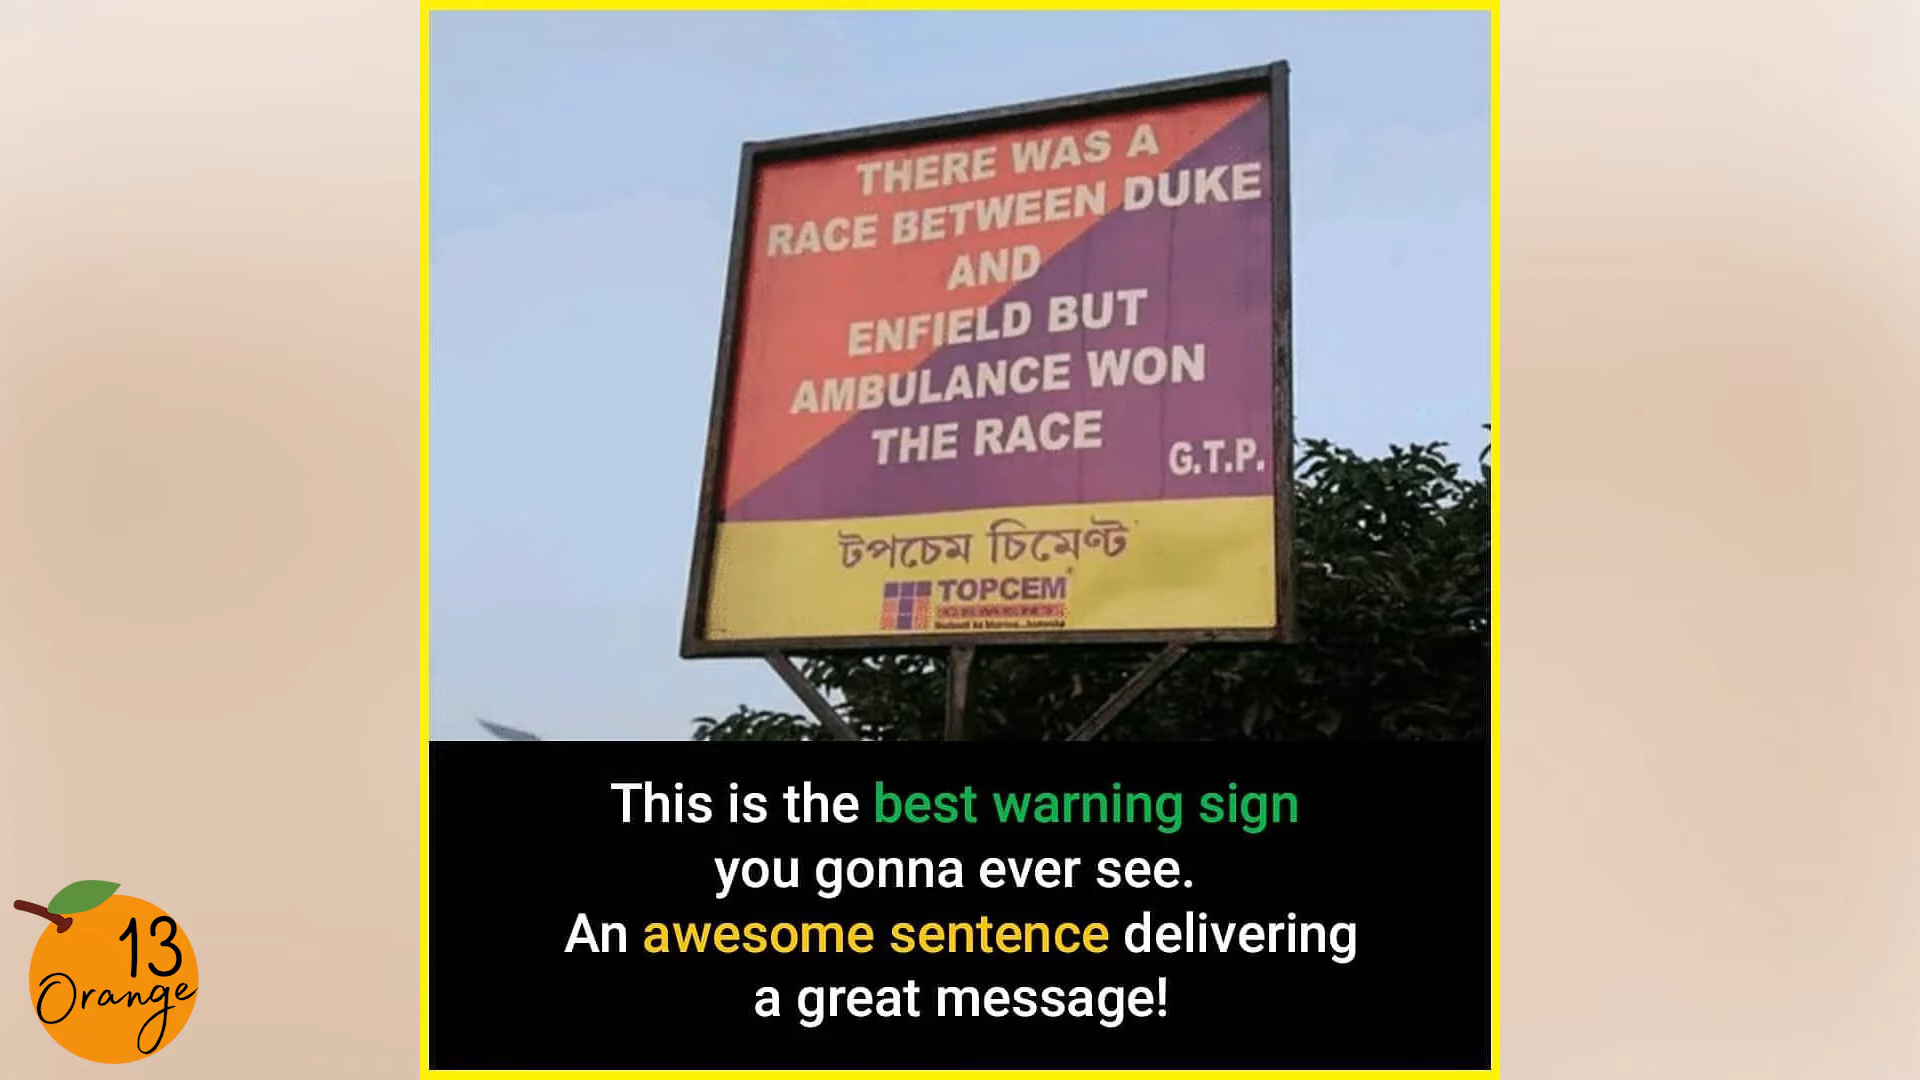 THERE WAS A
RACE BETWEEN DUKE
AND
ENFIELD BUT
AMBULANCE WON
THE RACE
G.T.P.
টপচেম চিমেণ্ট
TOPCEM
This is the best warning sign
you gonna ever see.
An awesome sentence delivering
a great message!
13
Orange